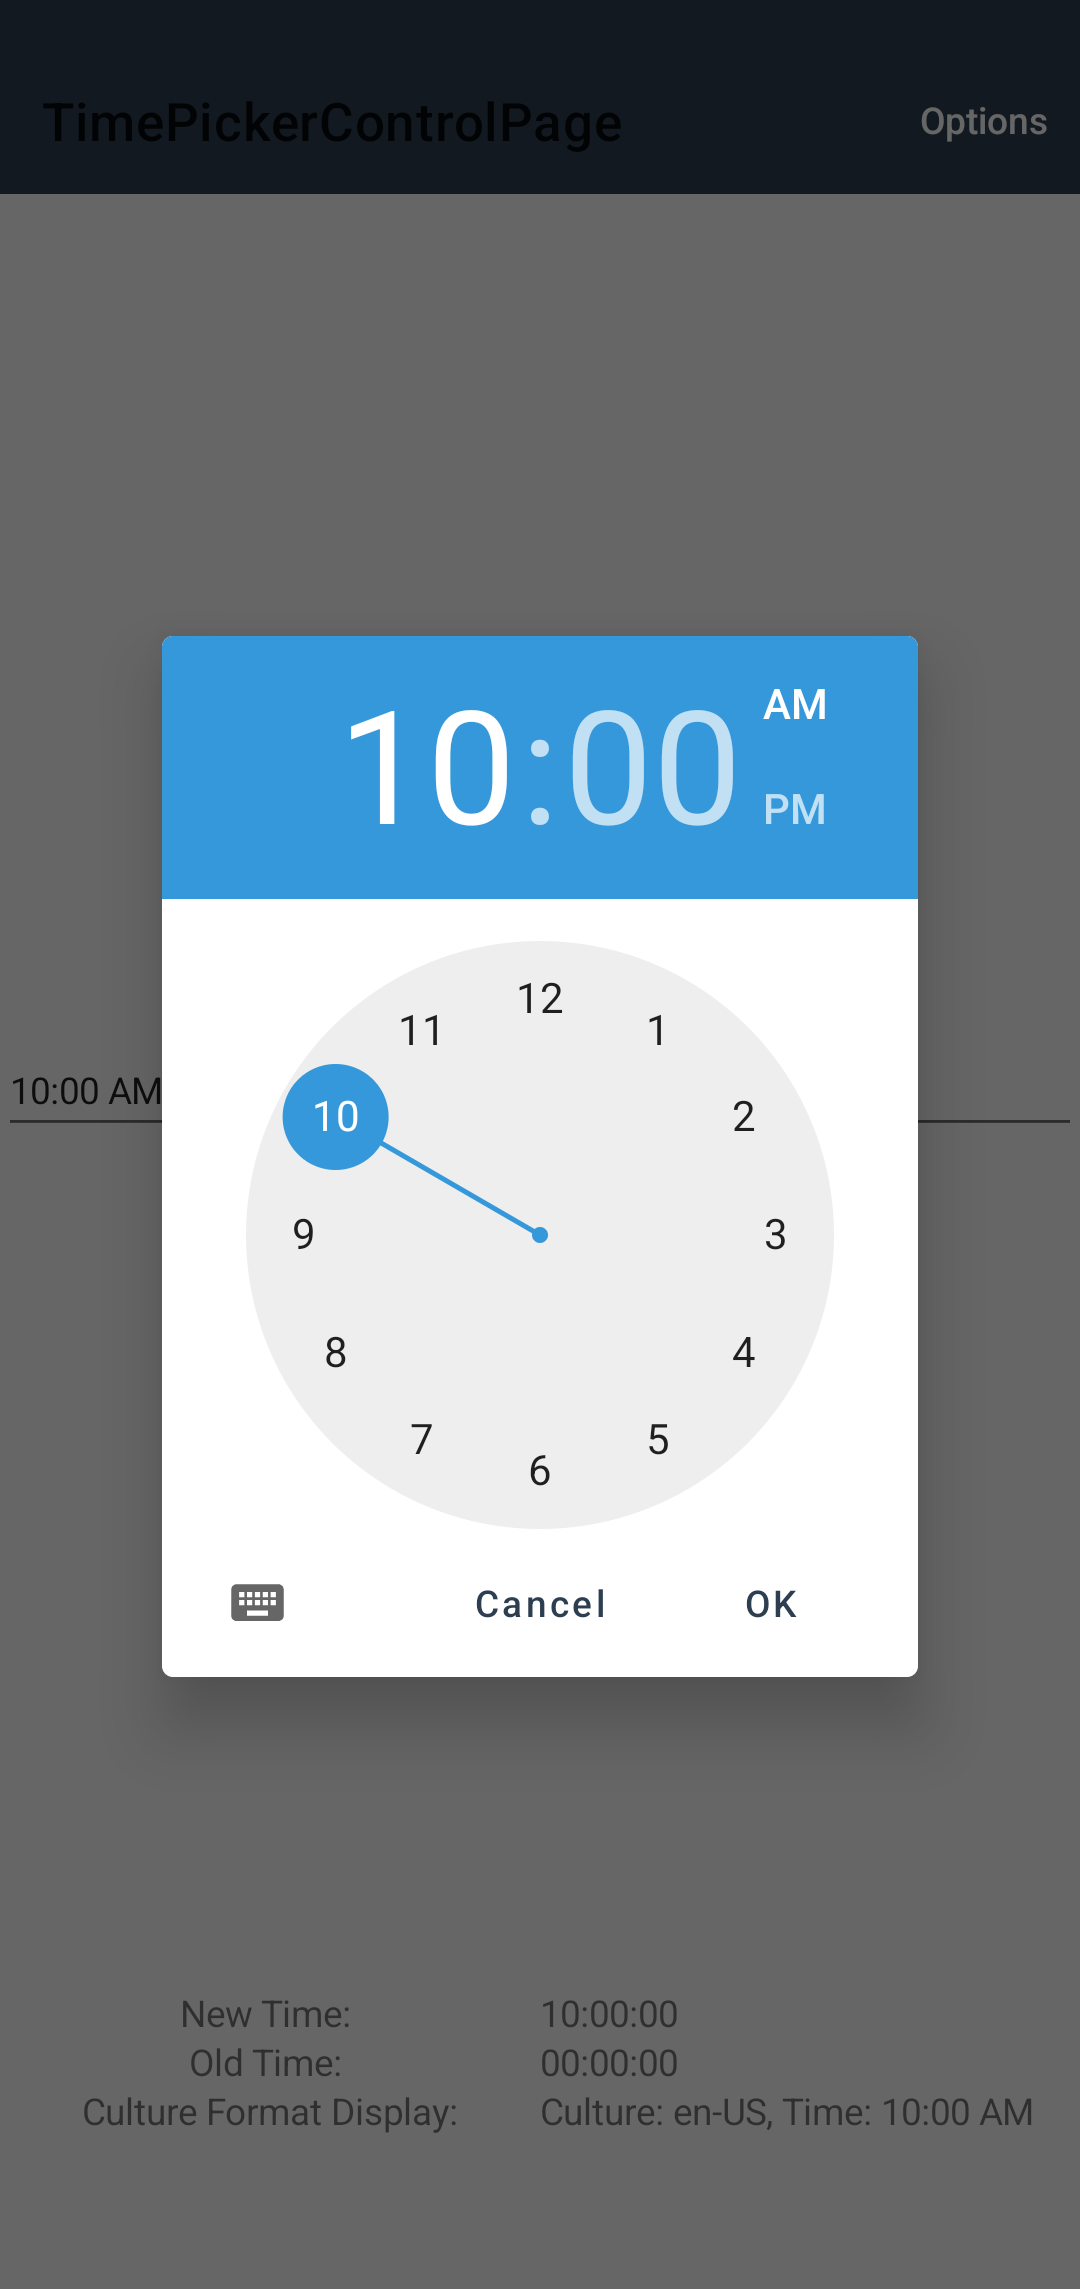 TimePickerControlPage
Options
10:00
AM
PM
12
11
1
10:00 AM
10
2
9
3
8
4
7
5
6
Cancel
OK
New Time: 10:00:00
Old Time: 00:00:00
Culture Format Display: Culture: en-US, Time: 10:00 AM